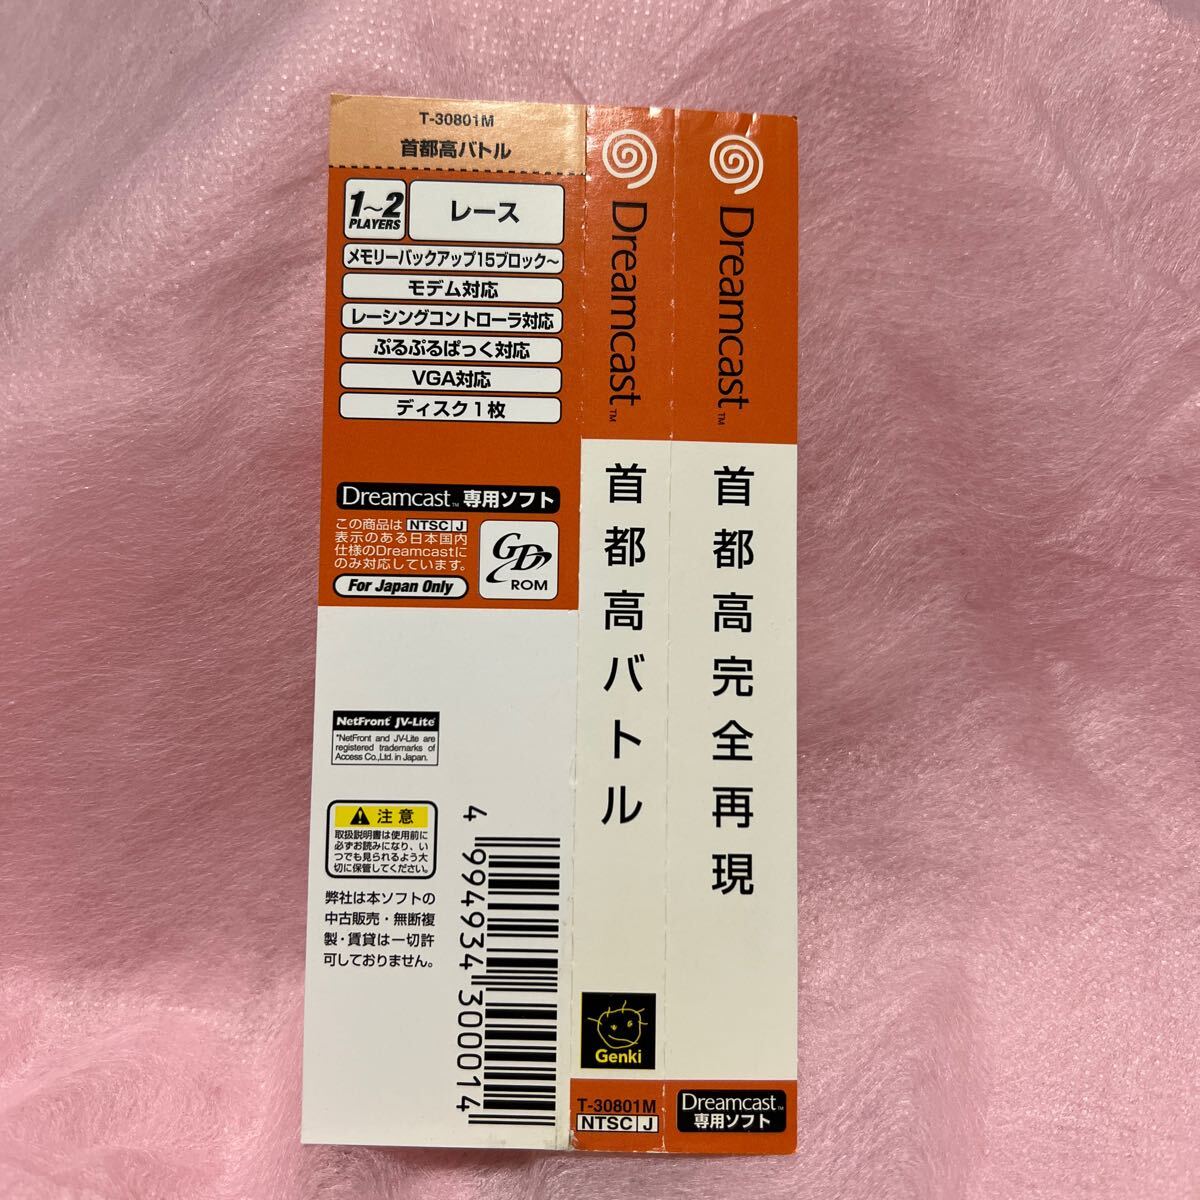 T-30801M
首都高バトル
1~2
PLAYERS
レース
メモリーバックアップ15ブロック~
モデム対応
レーシングコントローラ対応
ぷるぷるぱっく対応
VGA対応
ディスク1枚
Dreamcast™ 専用ソフト
この商品は NTSC J
表示のある日本国内
仕様のDreamcastに
のみ対応しています。
For Japan Only
GD
ROM
NetFront JV-Lite
*NetFront and JV-Lite are
registered trademarks of
Access Co.,Ltd. in Japan.
注意
取扱説明書は使用前に
必ずお読みになり、い
つでも見られるよう大
切に保管してください。
弊社は本ソフトの
中古販売・無断複
製・賃貸は一切許
可しておりません。
4 994934 300014
Dreamcast™
首都高バトル
Genki
T-30801M
NTSC J
Dreamcast™
首都高完全再現
Dreamcast™
専用ソフト